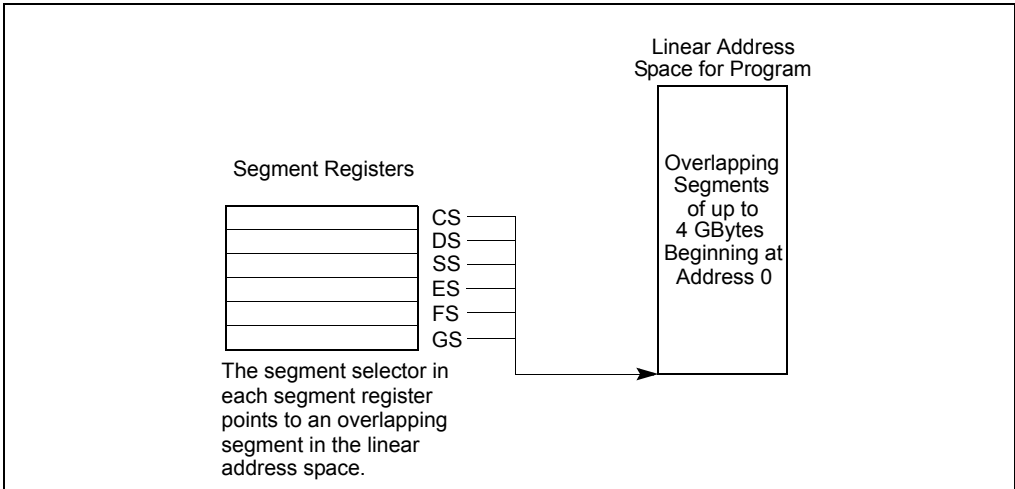 Linear Address
Space for Program
Segment Registers
Overlapping
Segments
of up to
4 GBytes
Beginning at
Address 0
CS
DS
SS
ES
FS
GS
The segment selector in
each segment register
points to an overlapping
segment in the linear
address space.